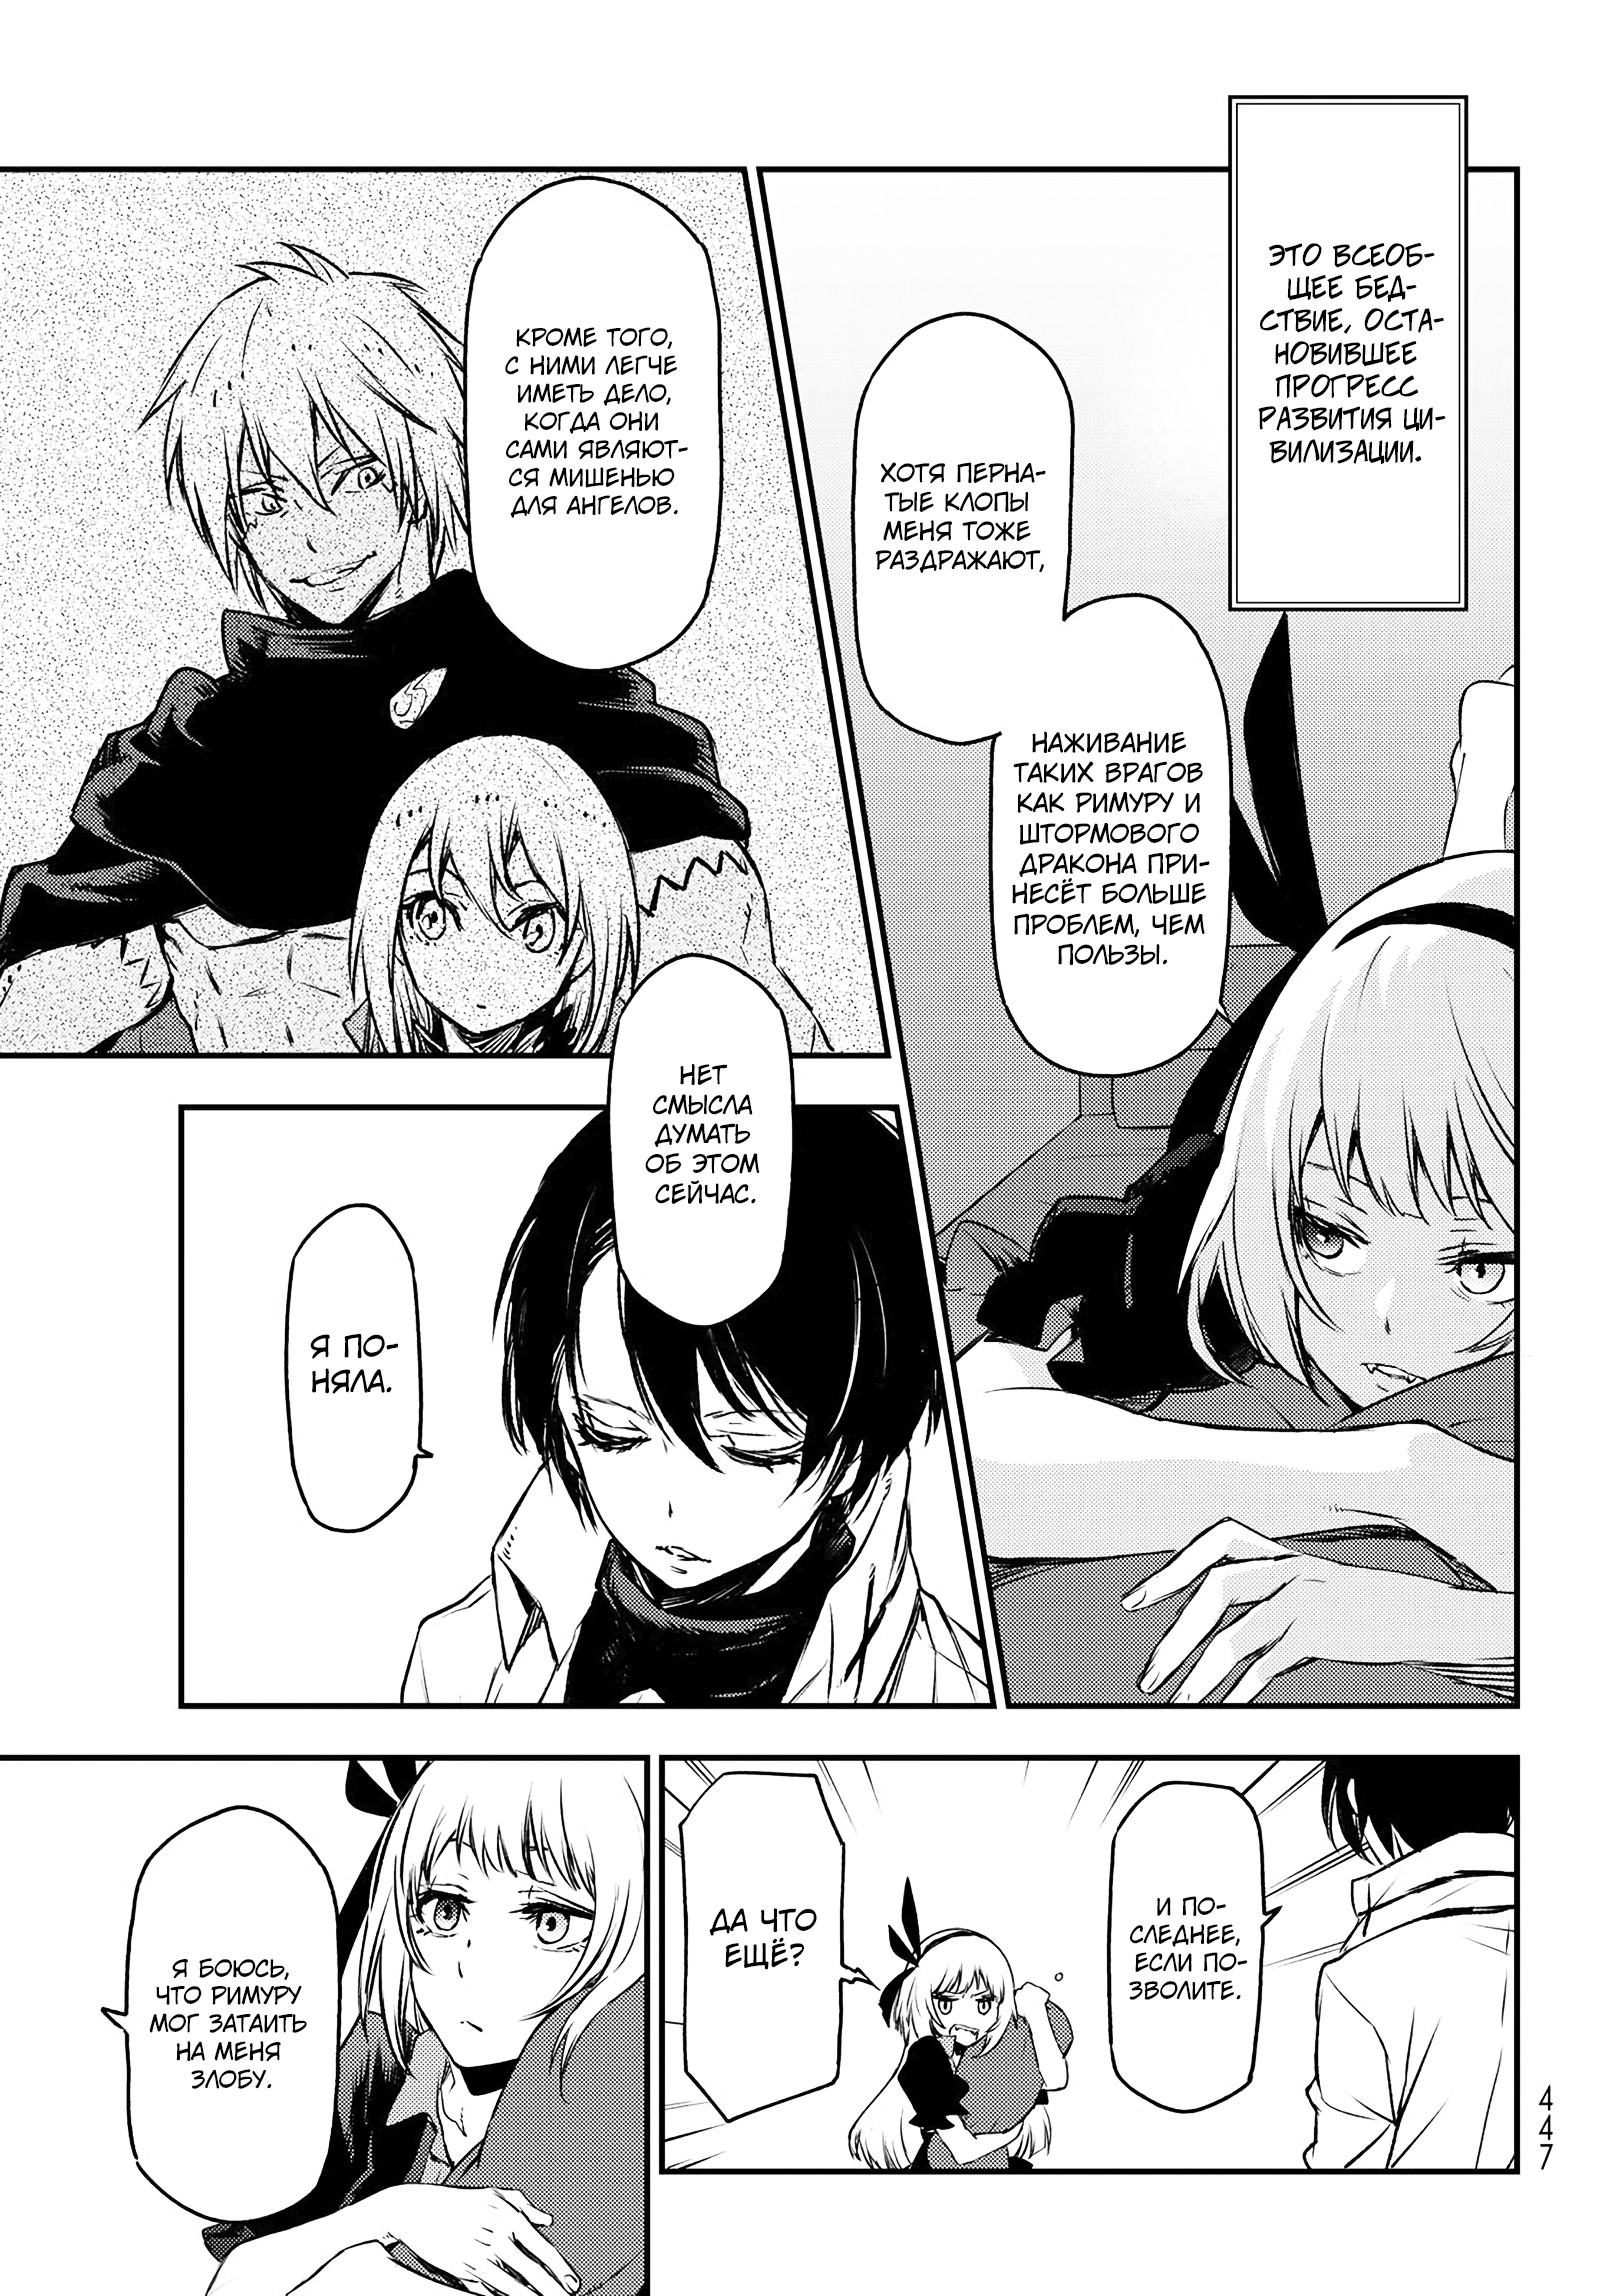 ЭТО ВСЕОБ-
ЩЕЕ БЕД-
СТВИЕ, ОСТА-
НОВИВШЕЕ
ПРОГРЕСС
РАЗВИТИЯ ЦИ-
ВИЛИЗАЦИИ.
ХОТЯ ПЕРНА-
ТЫЕ КЛОПЫ
МЕНЯ ТОЖЕ
РАЗДРАЖАЮТ,
НАЖИВАНИЕ
ТАКИХ ВРАГОВ
КАК РИМУРУ И
ШТОРМОВОГО
ДРАКОНА ПРИ-
НЕСЁТ БОЛЬШЕ
ПРОБЛЕМ, ЧЕМ
ПОЛЬЗЫ.
КРОМЕ ТОГО,
С НИМИ ЛЕГЧЕ
ИМЕТЬ ДЕЛО,
КОГДА ОНИ
САМИ ЯВЛЯЮТ-
СЯ МИШЕНЬЮ
ДЛЯ АНГЕЛОВ.
НЕТ
СМЫСЛА
ДУМАТЬ
ОБ ЭТОМ
СЕЙЧАС.
Я ПО-
НЯЛА.
И ПО-
СЛЕДНЕЕ,
ЕСЛИ ПО-
ЗВОЛИТЕ.
ДА ЧТО
ЕЩЁ?
Я БОЮСЬ,
ЧТО РИМУРУ
МОГ ЗАТАИТЬ
НА МЕНЯ
ЗЛОБУ.
447